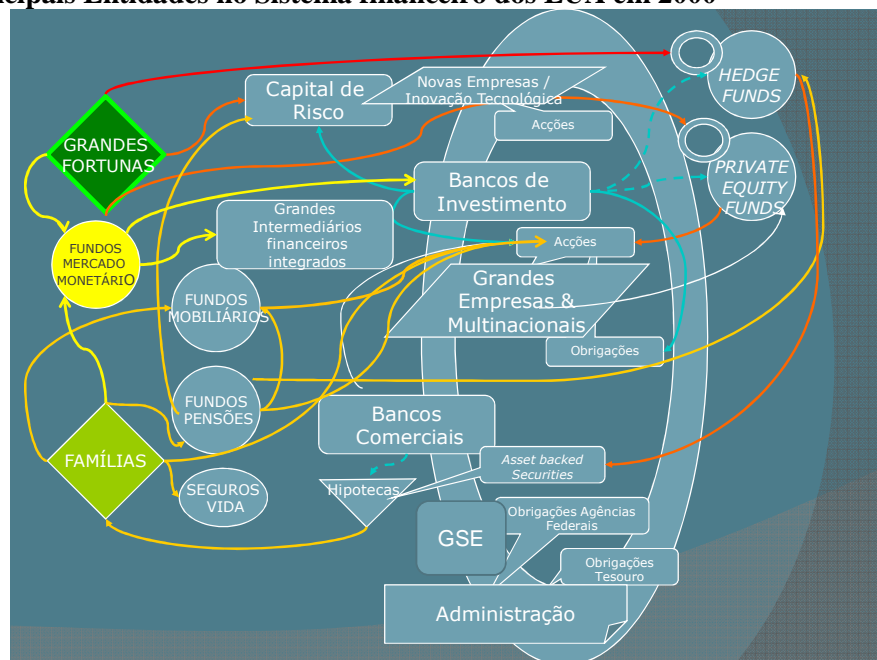 cipais Entidades no Sistema financeiro dos EUA em 2000
HEDGE
FUNDS
Novas Empresas /
Inovação Tecnológica
Capital de
Risco
Acções
GRANDES
FORTUNAS
PRIVATE
EQUITY
FUNDS
Bancos de
Investimento
Grandes
Intermediários
financeiros
integrados
Acções
FUNDOS
MERCADO
MONETÁRIO
Grandes
Empresas &
Multinacionais
FUNDOS
MOBILIÁRIOS
Obrigações
FUNDOS
PENSÕES
Bancos
Comerciais
FAMÍLIAS
Asset backed
Securities
SEGUROS
VIDA
Hipotecas
Obrigações Agências
Federais
GSE
Obrigações
Tesouro
Administração